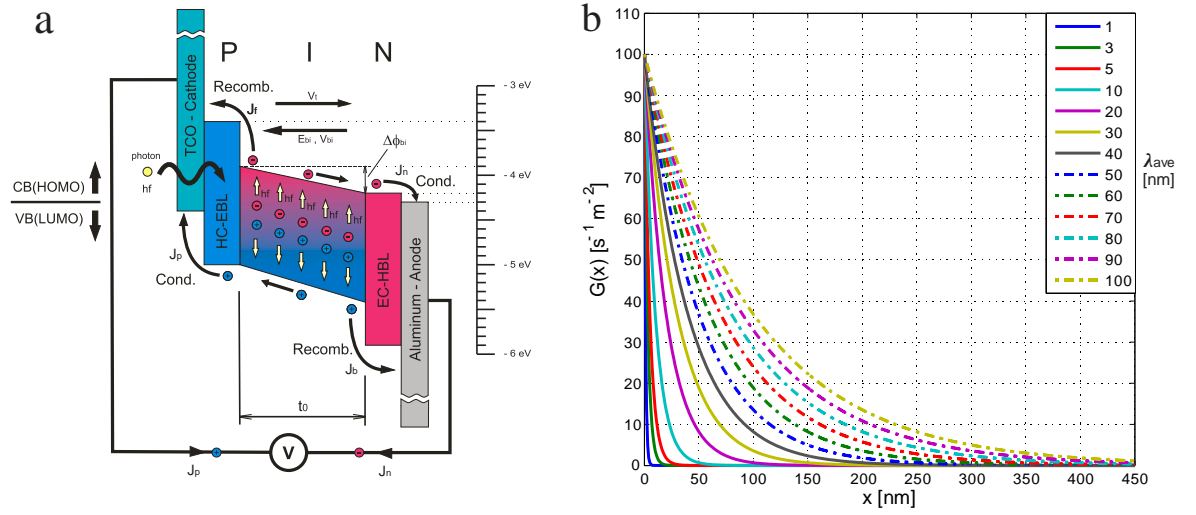 a
P I N
TCO - Cathode
Recomb.
Jf
Vt
Ebi , Vbi
Δϕbi
Jn
Cond.
photon
hf
CB(HOMO)
VB(LUMO)
HC-EBL
hf hf hf hf
hf
EC-HBL
Aluminum - Anode
Jp
Cond.
Recomb.
Jb
t0
V
Jp
Jn
- 3 eV
- 4 eV
- 5 eV
- 6 eV
b
G(x) [s-1 m-2]
110
100
90
80
70
60
50
40
30
20
10
0
0 50 100 150 200 250 300 350 400 450
x [nm]
1
3
5
10
20
30
40
50
60
70
80
90
100
λave
[nm]